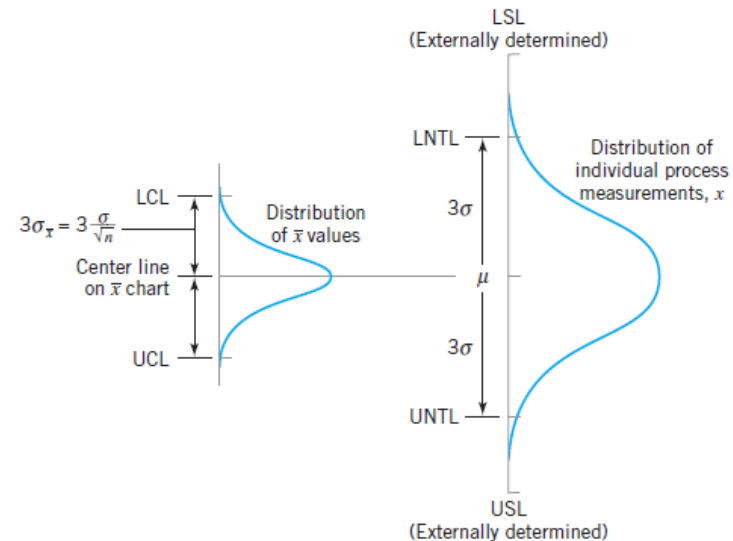 LSL
(Externally determined)
LNTL
Distribution of
individual process
measurements, x
LCL
3σ
Distribution
of x̅ values
3σx̅ = 3 σ/√n
Center line
on x̅ chart
μ
UCL
3σ
UNTL
USL
(Externally determined)